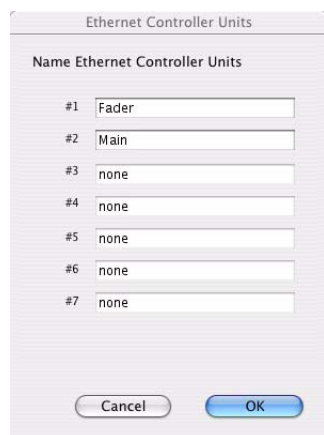 Ethernet Controller Units
Name Ethernet Controller Units
#1 Fader
#2 Main
#3 none
#4 none
#5 none
#6 none
#7 none
Cancel OK